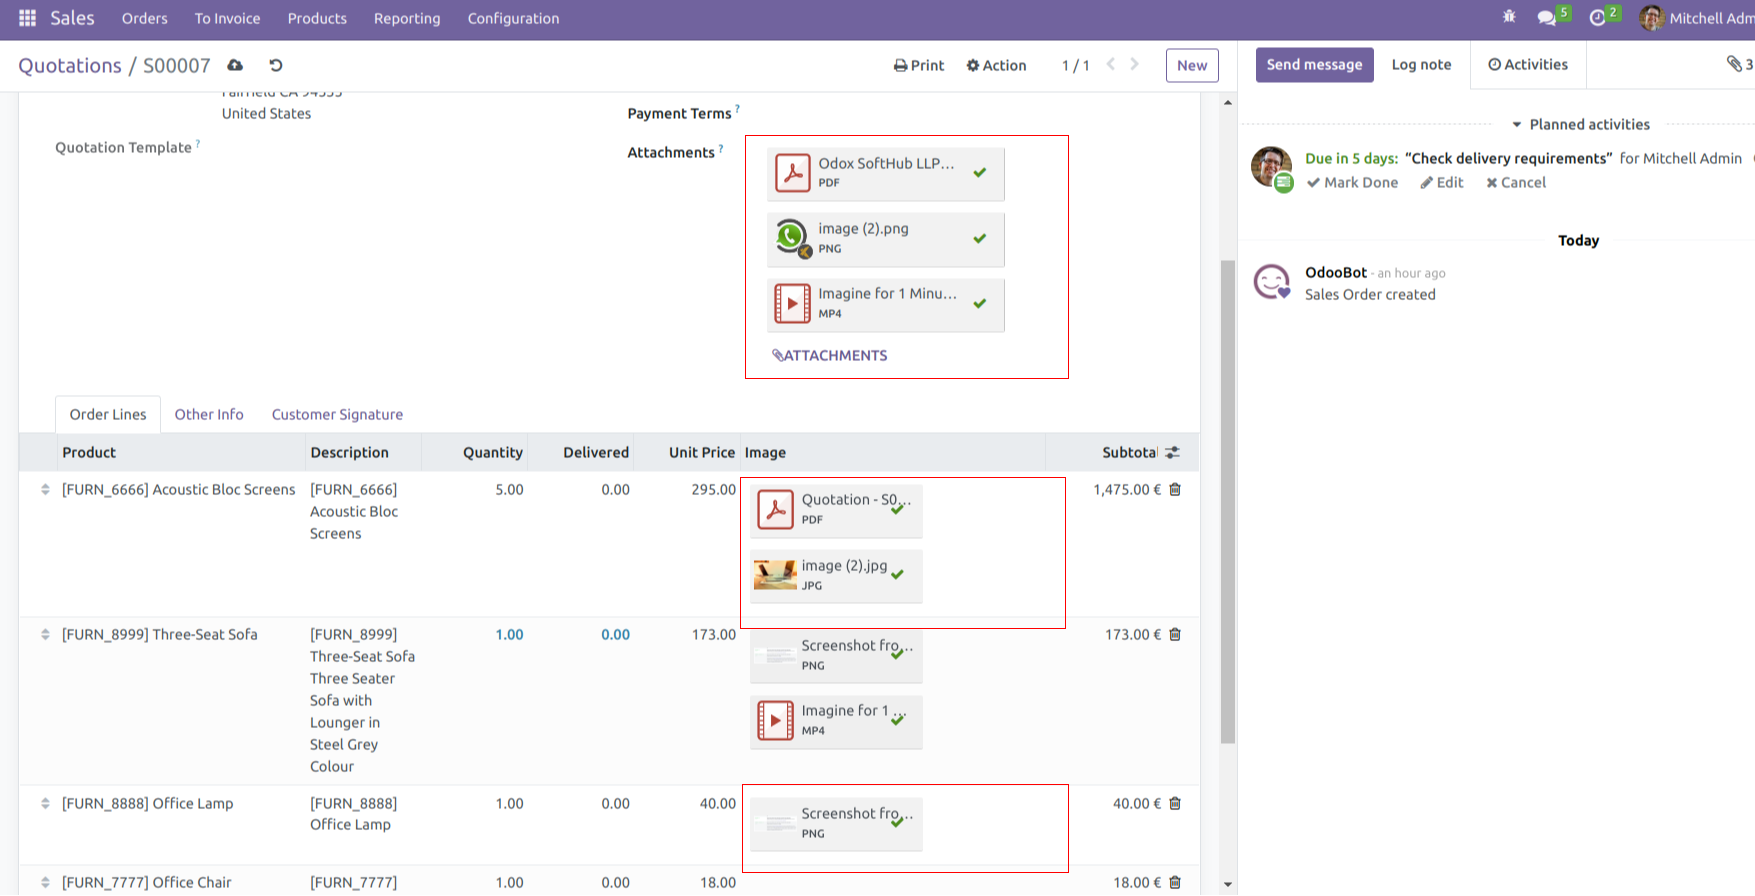 Sales Orders To Invoice Products Reporting Configuration 5 2 Mitchell Adm
Quotations / S00007 Print Action 1 / 1 New Send message Log note Activities 3
Fairfield CA 94535
United States
Payment Terms ?
Quotation Template ?
Attachments ?
Odox SoftHub LLP...
PDF
image (2).png
PNG
Imagine for 1 Minu...
MP4
ATTACHMENTS
Order Lines Other Info Customer Signature
Product Description Quantity Delivered Unit Price Image Subtotal
[FURN_6666] Acoustic Bloc Screens [FURN_6666] 5.00 0.00 295.00 1,475.00 €
Acoustic Bloc
Screens
Quotation - S0...
PDF
image (2).jpg
JPG
[FURN_8999] Three-Seat Sofa [FURN_8999] 1.00 0.00 173.00 173.00 €
Three-Seat Sofa
Three Seater
Sofa with
Lounger in
Steel Grey
Colour
Screenshot fro...
PNG
Imagine for 1 ...
MP4
[FURN_8888] Office Lamp [FURN_8888] 1.00 0.00 40.00 40.00 €
Office Lamp
Screenshot fro...
PNG
[FURN_7777] Office Chair [FURN_7777] 1.00 0.00 18.00 18.00 €
Planned activities
Due in 5 days: “Check delivery requirements” for Mitchell Admin
Mark Done Edit Cancel
Today
OdooBot - an hour ago
Sales Order created